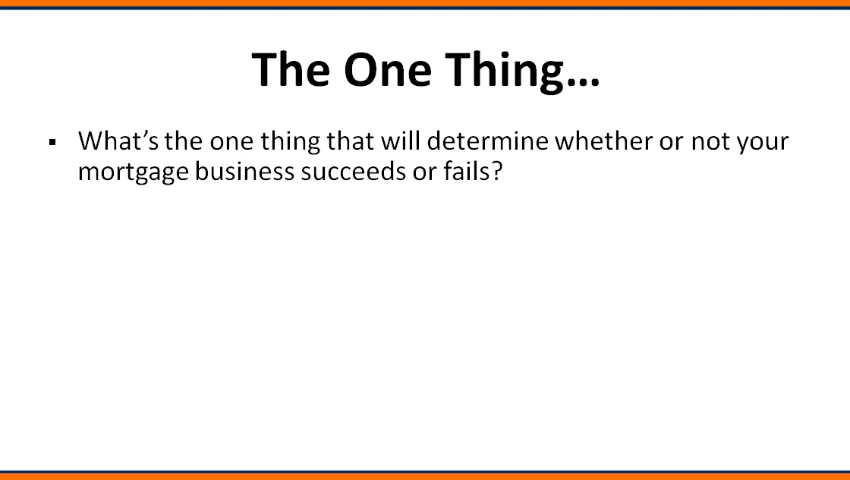 The One Thing…
▪ What’s the one thing that will determine whether or not your
mortgage business succeeds or fails?